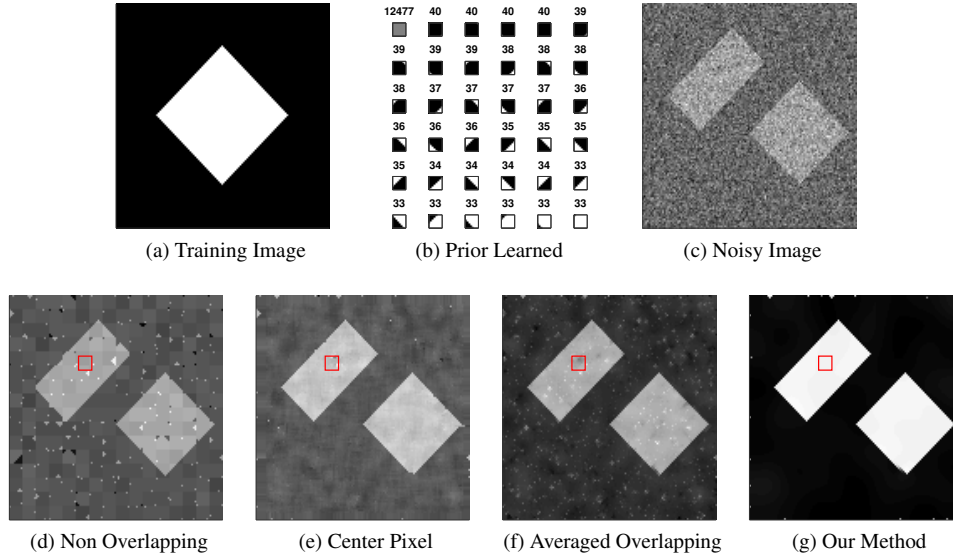 12477 40 40 40 40 39
39 39 39 38 38 38
38 37 37 37 37 36
36 36 36 35 35 35
35 34 34 34 34 33
33 33 33 33 33 33
(a) Training Image
(b) Prior Learned
(c) Noisy Image
(d) Non Overlapping
(e) Center Pixel
(f) Averaged Overlapping
(g) Our Method